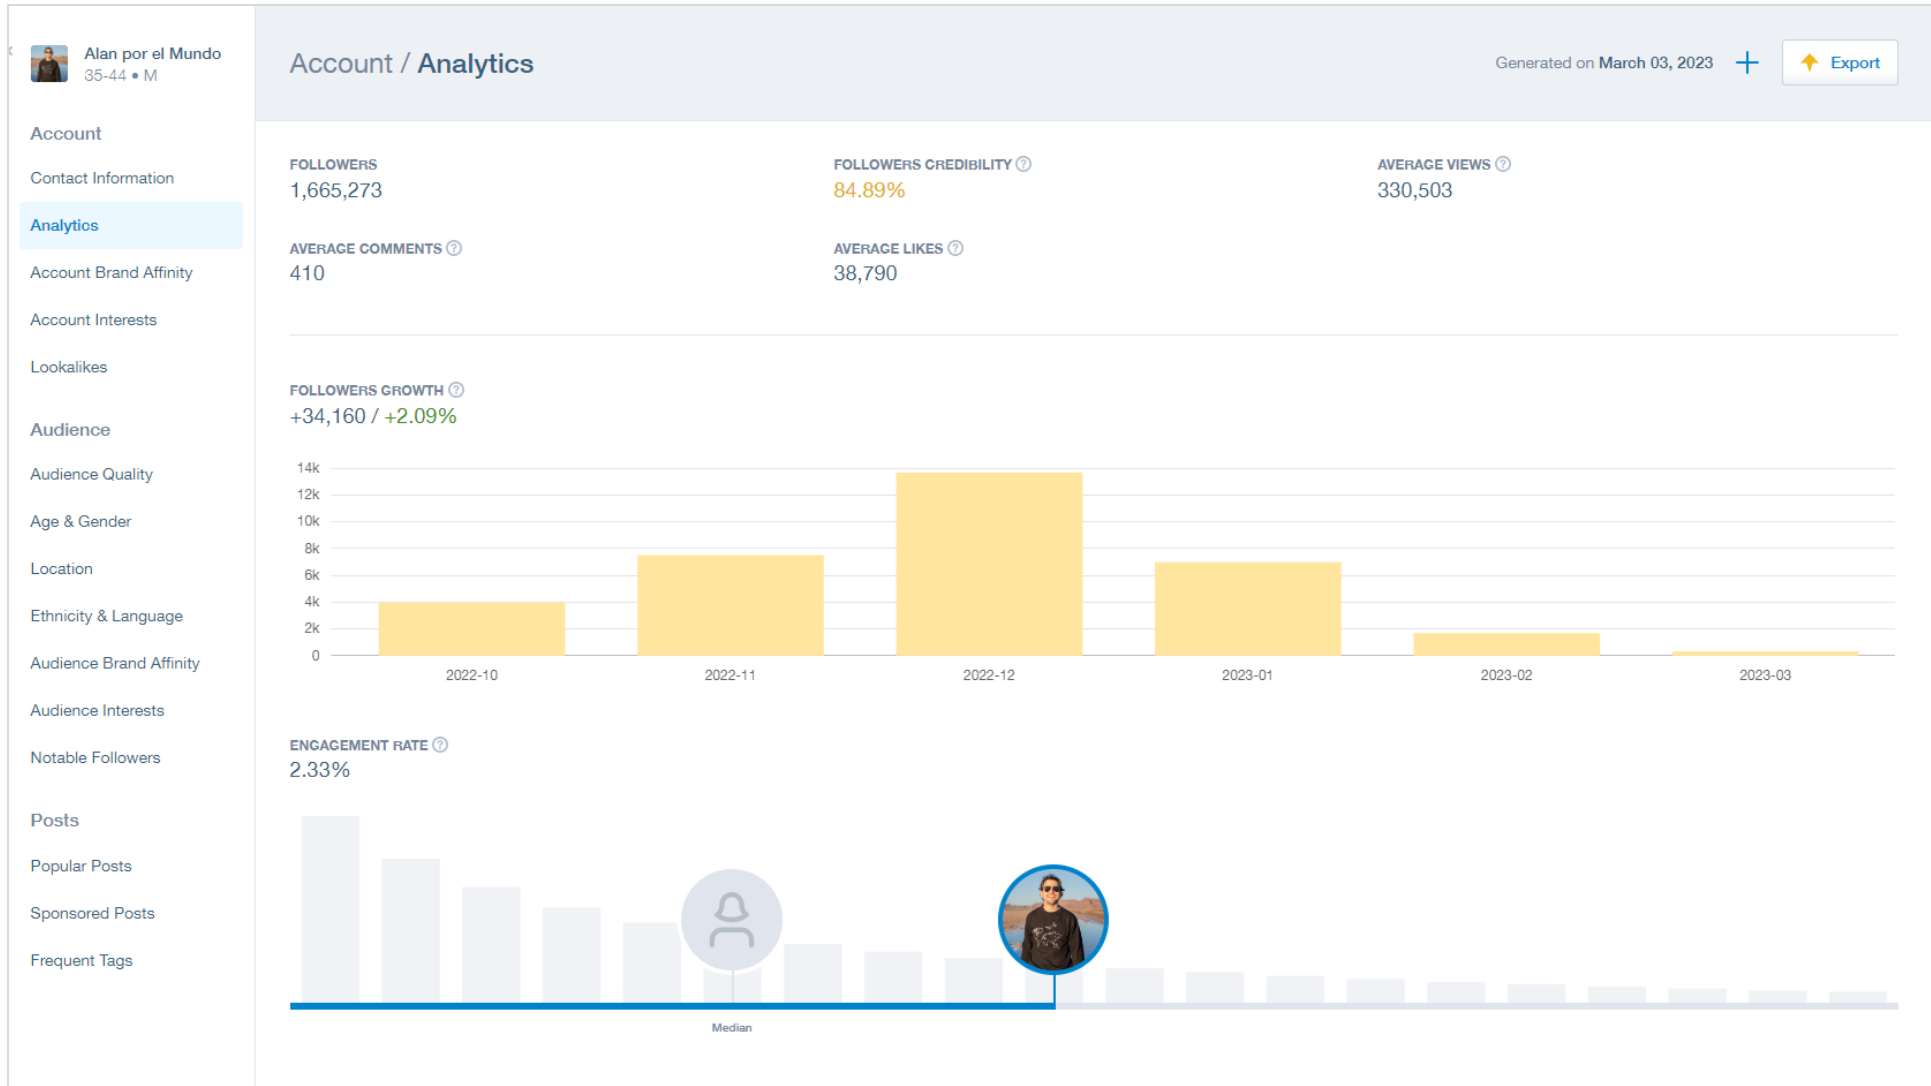 Alan por el Mundo
35-44 • M
Account
Contact Information
Analytics
Account Brand Affinity
Account Interests
Lookalikes
Audience
Audience Quality
Age & Gender
Location
Ethnicity & Language
Audience Brand Affinity
Audience Interests
Notable Followers
Posts
Popular Posts
Sponsored Posts
Frequent Tags
Account / Analytics
Generated on March 03, 2023
Export
FOLLOWERS
1,665,273
FOLLOWERS CREDIBILITY
84.89%
AVERAGE VIEWS
330,503
AVERAGE COMMENTS
410
AVERAGE LIKES
38,790
FOLLOWERS GROWTH
+34,160 / +2.09%
14k
12k
10k
8k
6k
4k
2k
0
2022-10 2022-11 2022-12 2023-01 2023-02 2023-03
ENGAGEMENT RATE
2.33%
Median